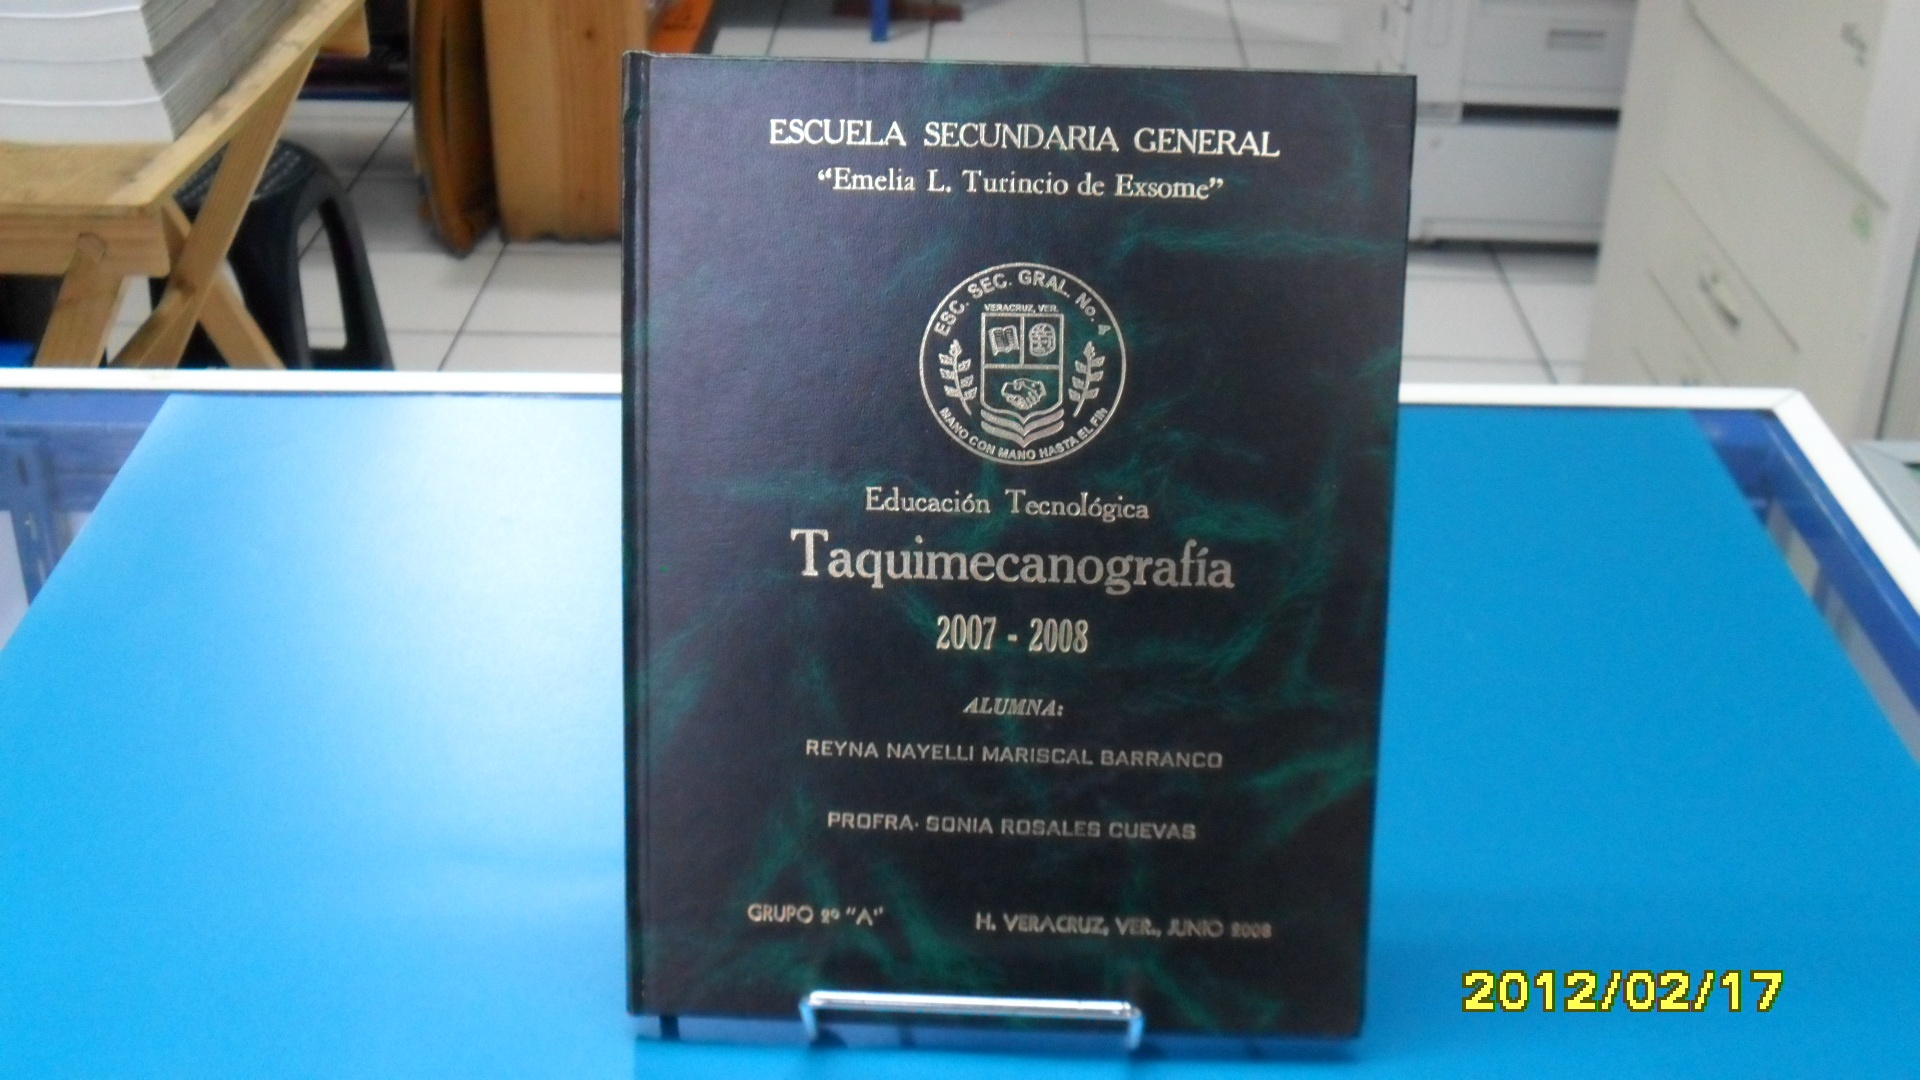 ESCUELA SECUNDARIA GENERAL
“Emelia L. Turincio de Exsome”
ESC. SEC. GRAL. No. 4
VERACRUZ, VER.
MANO CON MANO HASTA EL FIN
Educación Tecnológica
Taquimecanografía
2007 - 2008
ALUMNA:
REYNA NAYELLI MARISCAL BARRANCO
PROFRA. SONIA ROSALES CUEVAS
GRUPO 2º "A" H. VERACRUZ, VER., JUNIO 2008
2012/02/17